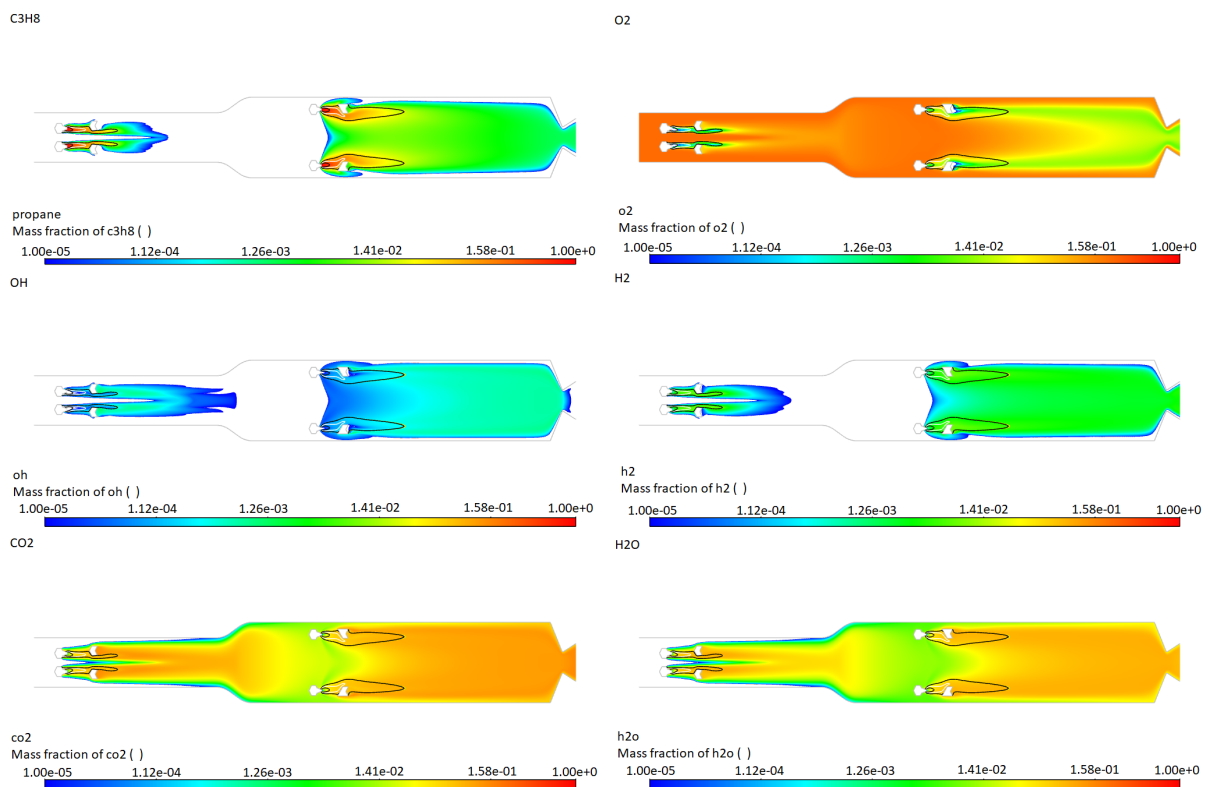 C3H8
propane
Mass fraction of c3h8 ( )
1.00e-05 1.12e-04 1.26e-03 1.41e-02 1.58e-01 1.00e+0
O2
o2
Mass fraction of o2 ( )
1.00e-05 1.12e-04 1.26e-03 1.41e-02 1.58e-01 1.00e+0
OH
oh
Mass fraction of oh ( )
1.00e-05 1.12e-04 1.26e-03 1.41e-02 1.58e-01 1.00e+0
H2
h2
Mass fraction of h2 ( )
1.00e-05 1.12e-04 1.26e-03 1.41e-02 1.58e-01 1.00e+0
CO2
co2
Mass fraction of co2 ( )
1.00e-05 1.12e-04 1.26e-03 1.41e-02 1.58e-01 1.00e+0
H2O
h2o
Mass fraction of h2o ( )
1.00e-05 1.12e-04 1.26e-03 1.41e-02 1.58e-01 1.00e+0